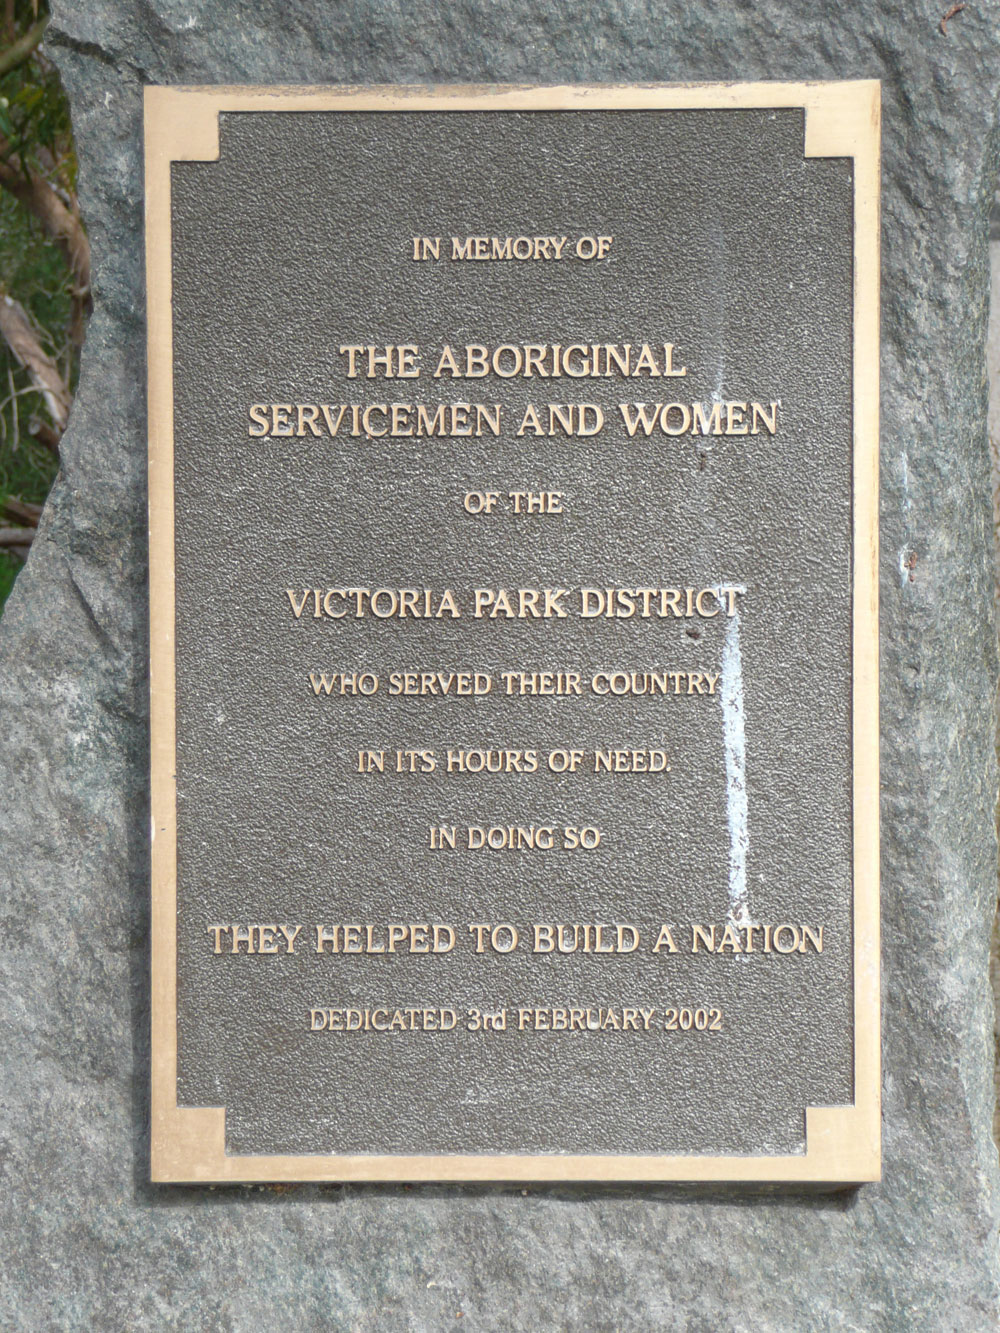 IN MEMORY OF
THE ABORIGINAL
SERVICEMEN AND WOMEN
OF THE
VICTORIA PARK DISTRICT
WHO SERVED THEIR COUNTRY
IN ITS HOURS OF NEED.
IN DOING SO
THEY HELPED TO BUILD A NATION
DEDICATED 3rd FEBRUARY 2002